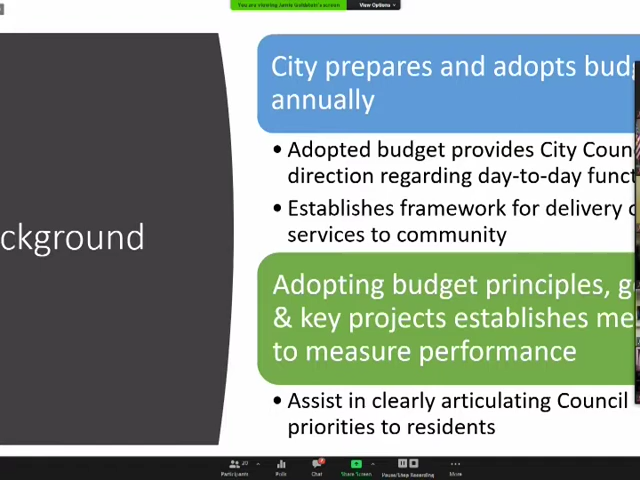 You are viewing Jamie Goldstein's screen
View Options
City prepares and adopts budg
annually
Adopted budget provides City Coun
direction regarding day-to-day funct
Establishes framework for delivery o
services to community
ckground
Adopting budget principles, g
& key projects establishes me
to measure performance
Assist in clearly articulating Council
priorities to residents
Participants
Polls
Chat
Share Screen
Pause/Stop Recording
More